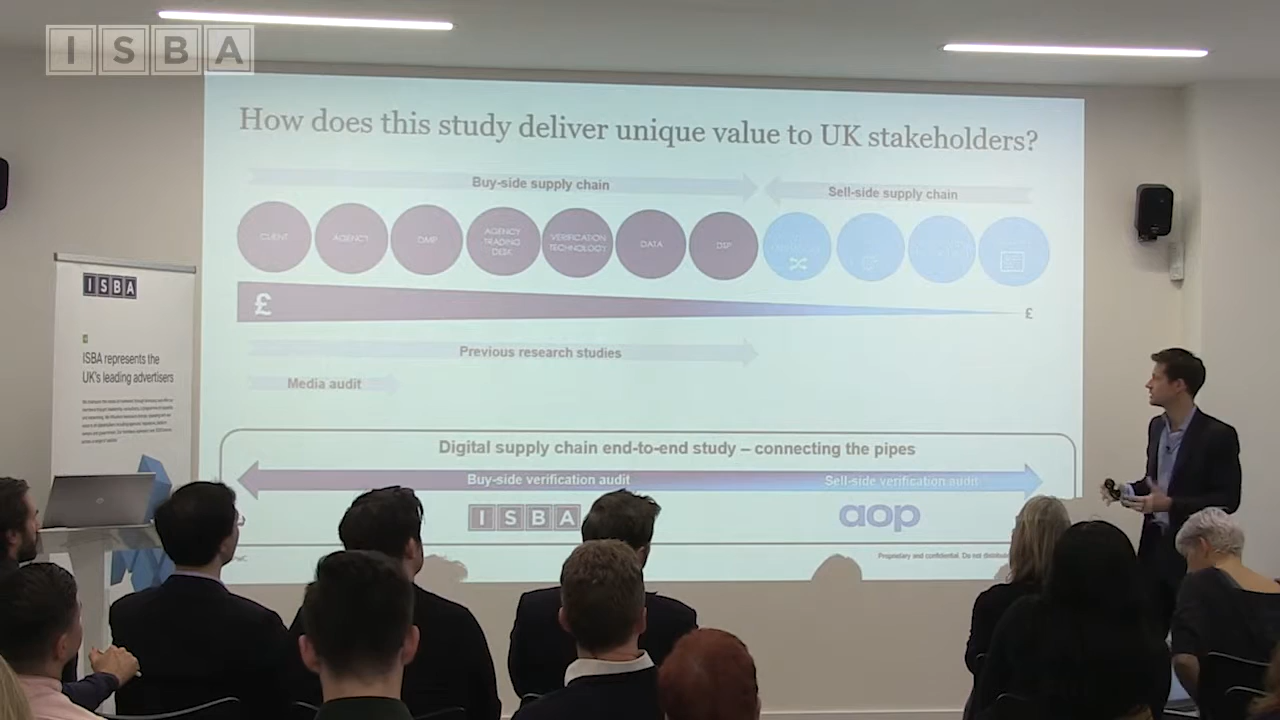 ISBA
How does this study deliver unique value to UK stakeholders?
Buy-side supply chain
Sell-side supply chain
CLIENT
AGENCY
DMP
AGENCY
TRADING
DESK
VERIFICATION
TECHNOLOGY
DATA
DSP
£
£
Previous research studies
Media audit
Digital supply chain end-to-end study – connecting the pipes
Buy-side verification audit
Sell-side verification audit
ISBA
aop
Proprietary and confidential. Do not
ISBA
ISBA represents the
UK's leading advertisers